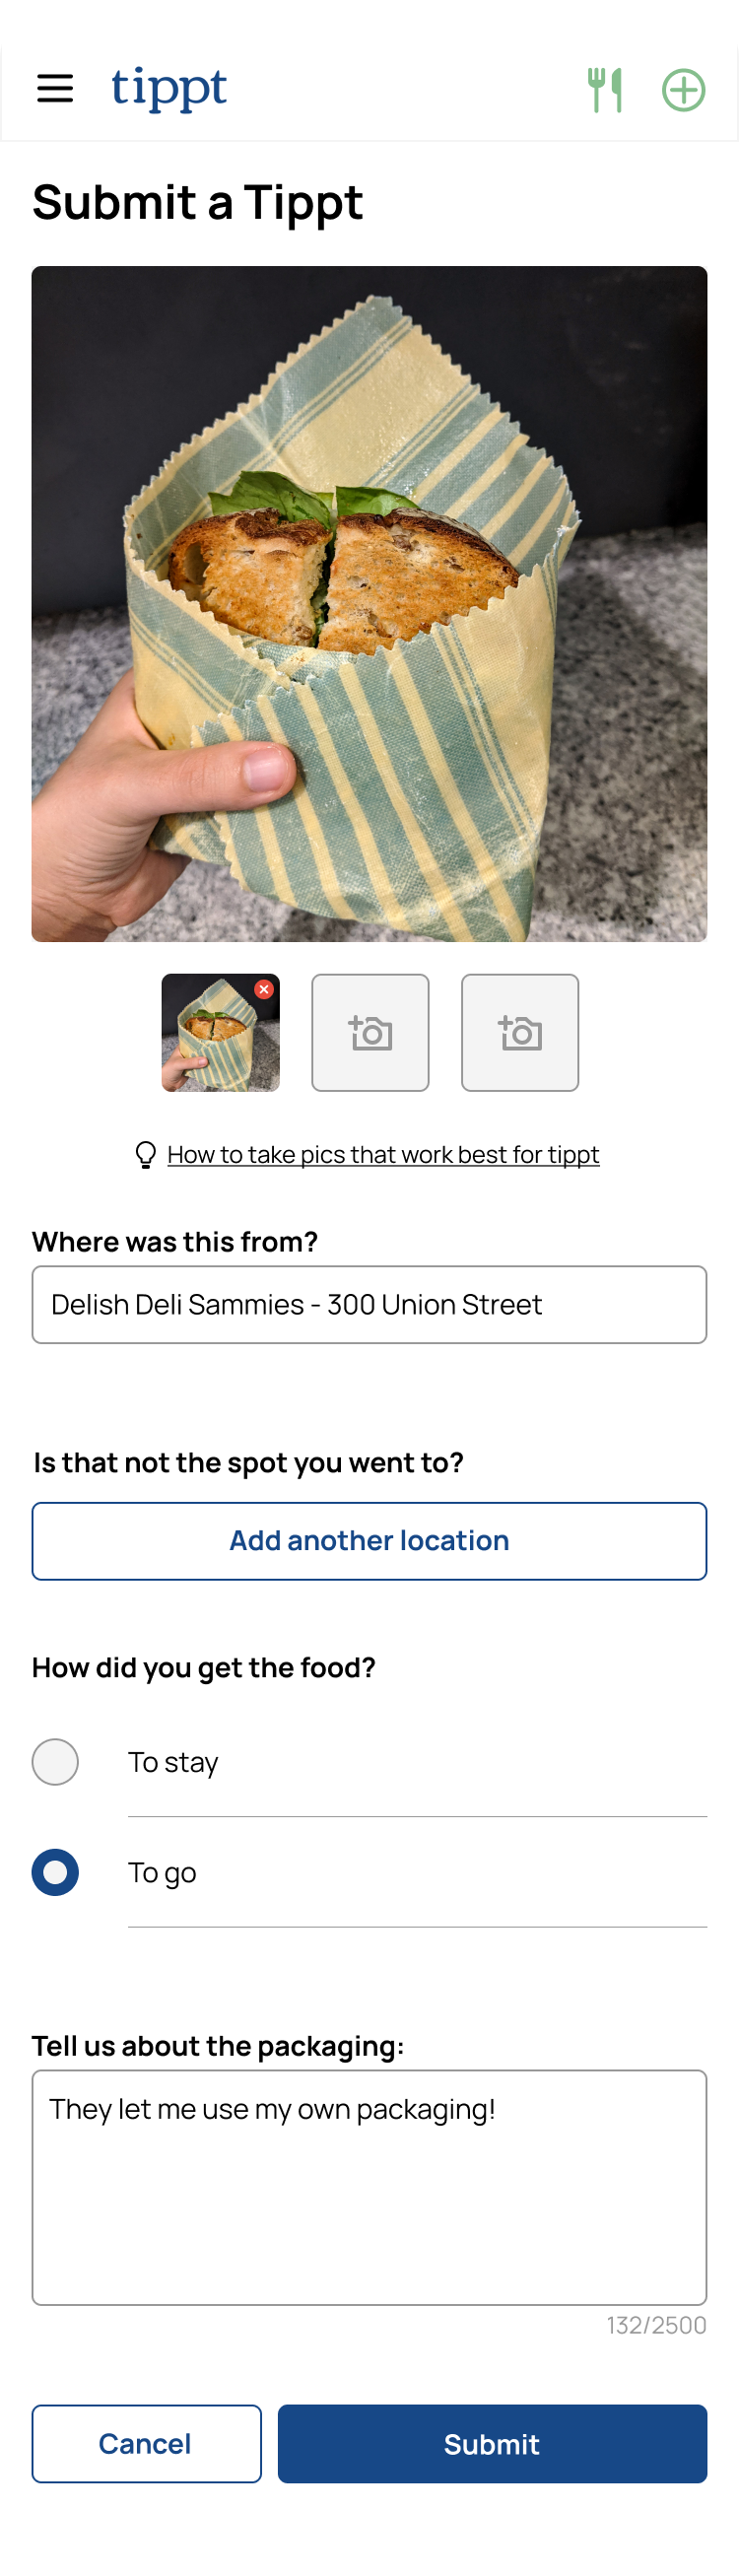 tippt
Submit a Tippt
How to take pics that work best for tippt
Where was this from?
Delish Deli Sammies - 300 Union Street
Is that not the spot you went to?
Add another location
How did you get the food?
To stay
To go
Tell us about the packaging:
They let me use my own packaging!
132/2500
Cancel
Submit